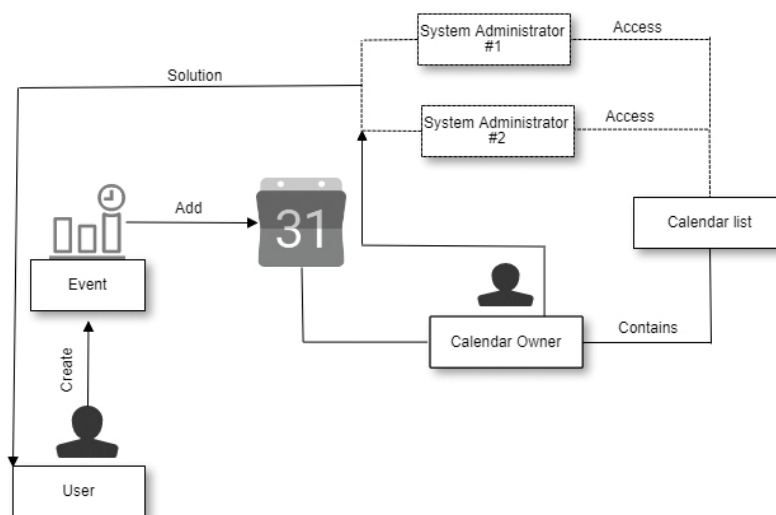 System Administrator
#1
Access
Solution
System Administrator
#2
Access
Add
31
Calendar list
Event
Calendar Owner
Contains
Create
User